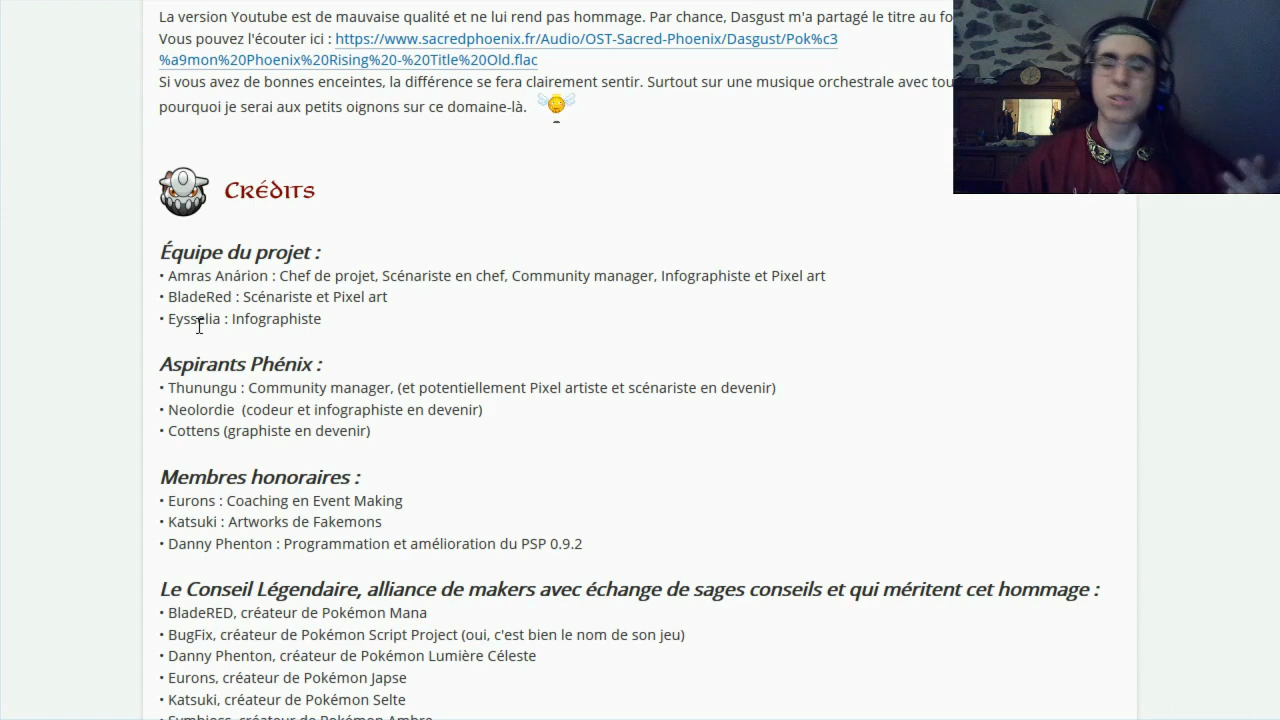 La version Youtube est de mauvaise qualité et ne lui rend pas hommage. Par chance, Dasgust m'a partagé le titre au
Vous pouvez l'écouter ici : https://www.sacredphoenix.fr/Audio/OST-Sacred-Phoenix/Dasgust/Pok%c3
%a9mon%20Phoenix%20Rising%20-%20Title%20Old.flac
Si vous avez de bonnes enceintes, la différence se fera clairement sentir. Surtout sur une musique orchestrale avec
pourquoi je serai aux petits oignons sur ce domaine-là.
Crédits
Équipe du projet :
• Amras Anárion : Chef de projet, Scénariste en chef, Community manager, Infographiste et Pixel art
• BladeRed : Scénariste et Pixel art
• Eysselia : Infographiste
Aspirants Phénix :
• Thunungu : Community manager, (et potentiellement Pixel artiste et scénariste en devenir)
• Neolordie (codeur et infographiste en devenir)
• Cottens (graphiste en devenir)
Membres honoraires :
• Eurons : Coaching en Event Making
• Katsuki : Artworks de Fakemons
• Danny Phenton : Programmation et amélioration du PSP 0.9.2
Le Conseil Légendaire, alliance de makers avec échange de sages conseils et qui méritent cet hommage :
• BladeRED, créateur de Pokémon Mana
• BugFix, créateur de Pokémon Script Project (oui, c'est bien le nom de son jeu)
• Danny Phenton, créateur de Pokémon Lumière Céleste
• Eurons, créateur de Pokémon Japse
• Katsuki, créateur de Pokémon Selte
• Symbioss, créateur de Pokémon Ambre